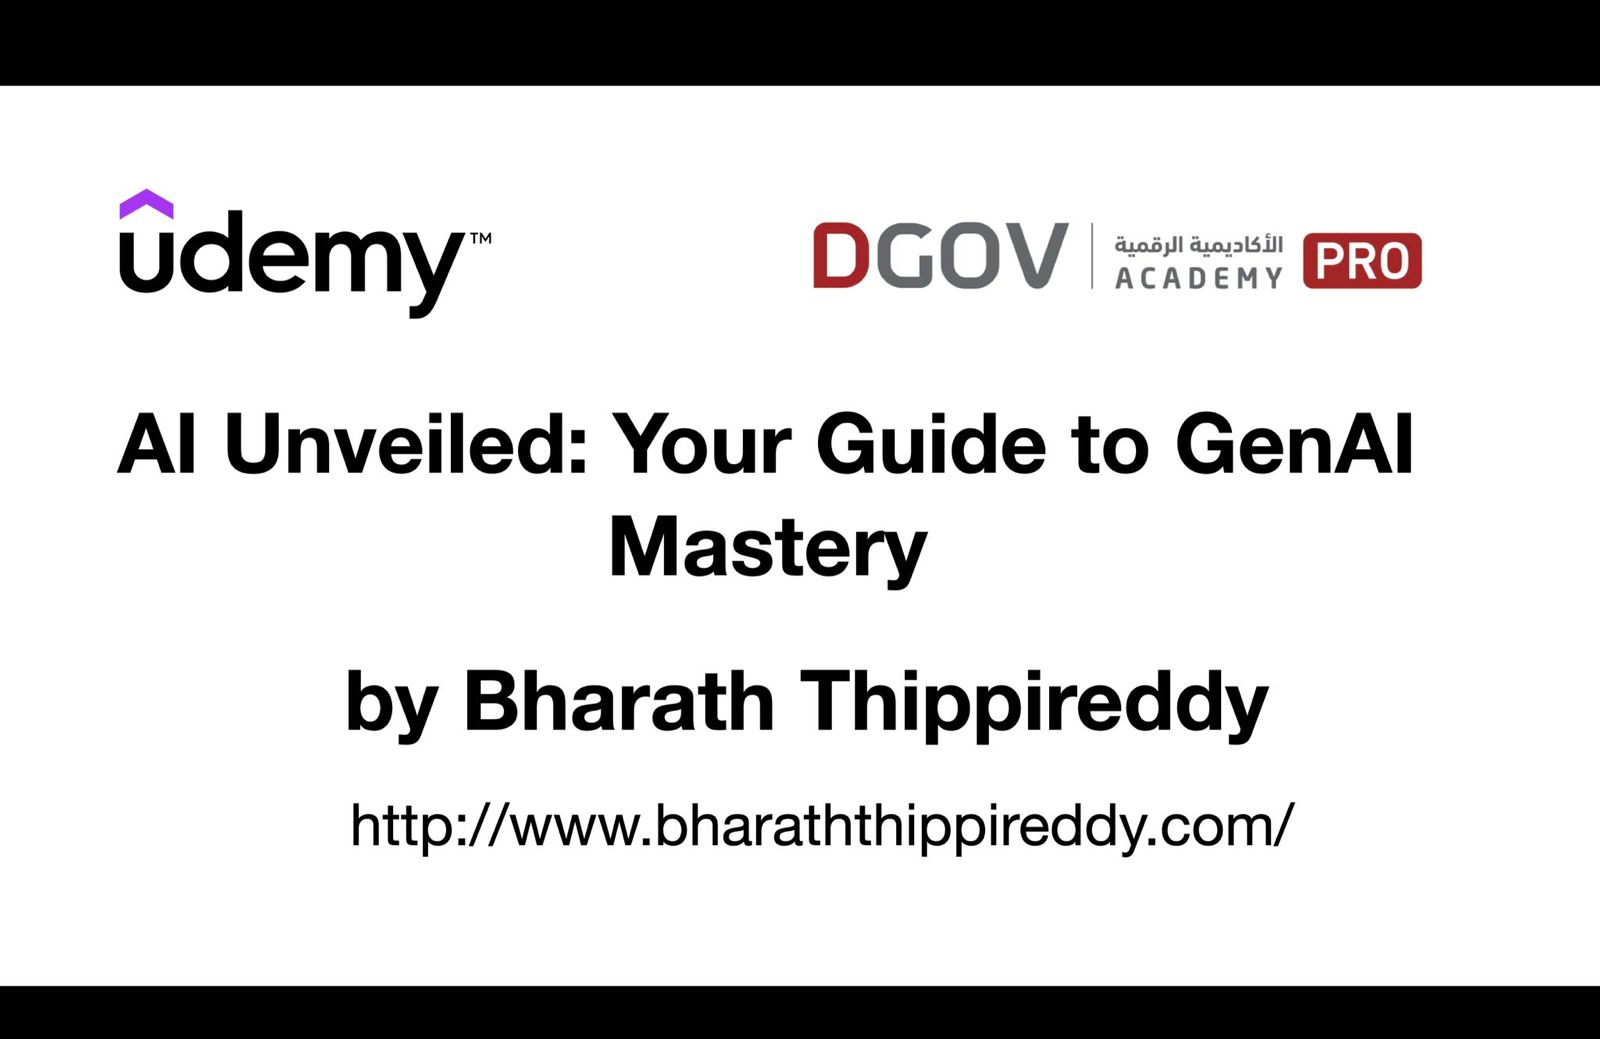 udemy™
DGOV
الأكاديمية الرقمية
ACADEMY
PRO
AI Unveiled: Your Guide to GenAI
Mastery
by Bharath Thippireddy
http://www.bharaththippireddy.com/